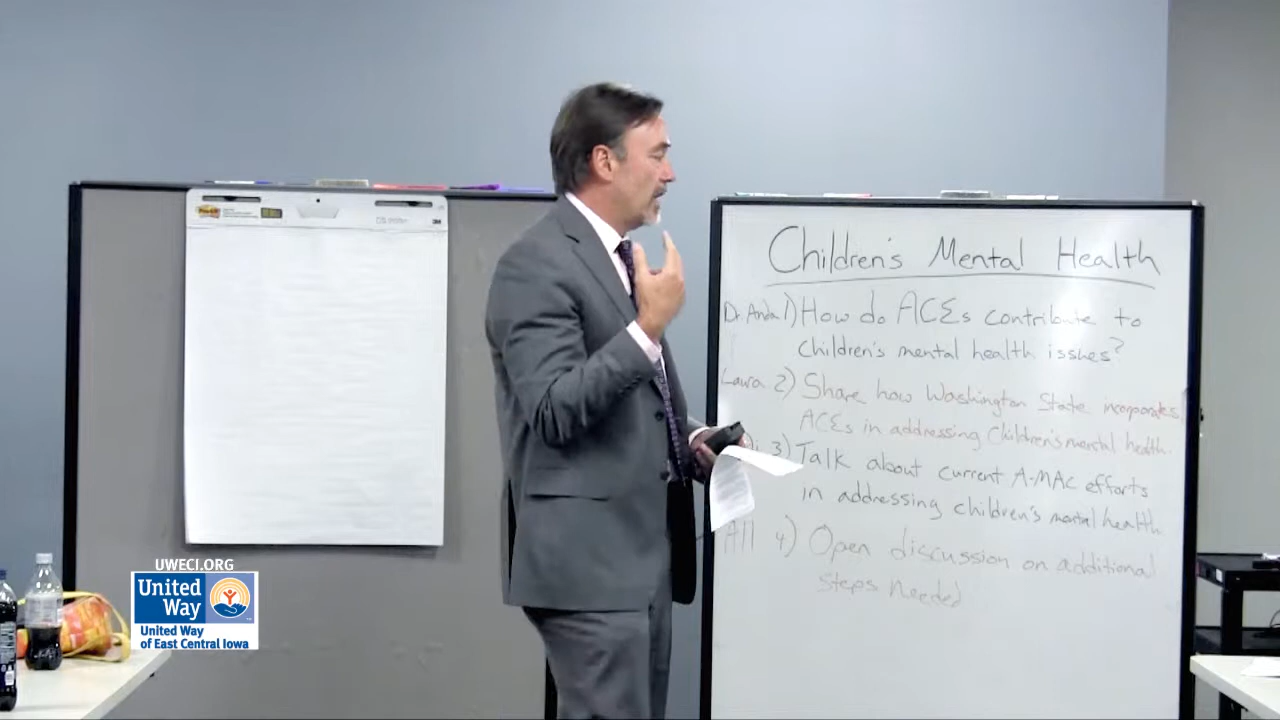 Post-it
3M
Children's Mental Health
Dr. Anda 1) How do ACEs contribute to
children's mental health issues?
Laura 2) Share how Washington State incorporates
ACEs in addressing Children's mental health.
3) Talk about current A-MAC efforts
in addressing children's mental health
All 4) Open discussion on additional
Steps Needed
UWECI.ORG
United
Way
United Way
of East Central Iowa